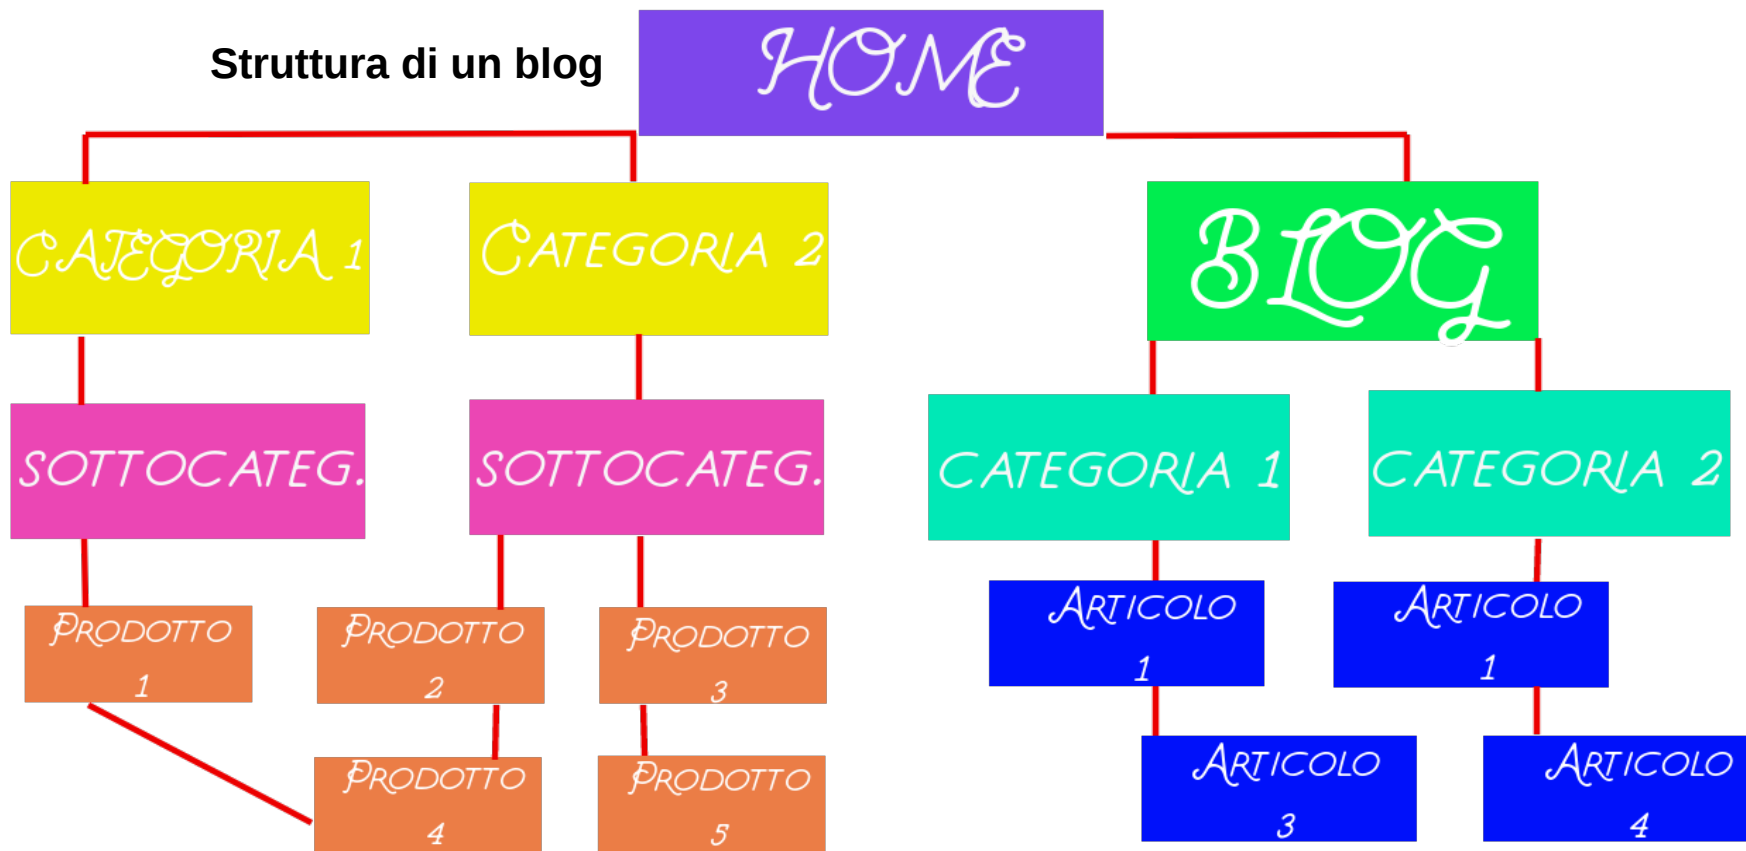 Struttura di un blog
HOME
CATEGORIA 1
CATEGORIA 2
BLOG
SOTTOCATEG.
SOTTOCATEG.
CATEGORIA 1
CATEGORIA 2
PRODOTTO
1
PRODOTTO
2
PRODOTTO
3
ARTICOLO
1
ARTICOLO
1
PRODOTTO
4
PRODOTTO
5
ARTICOLO
3
ARTICOLO
4